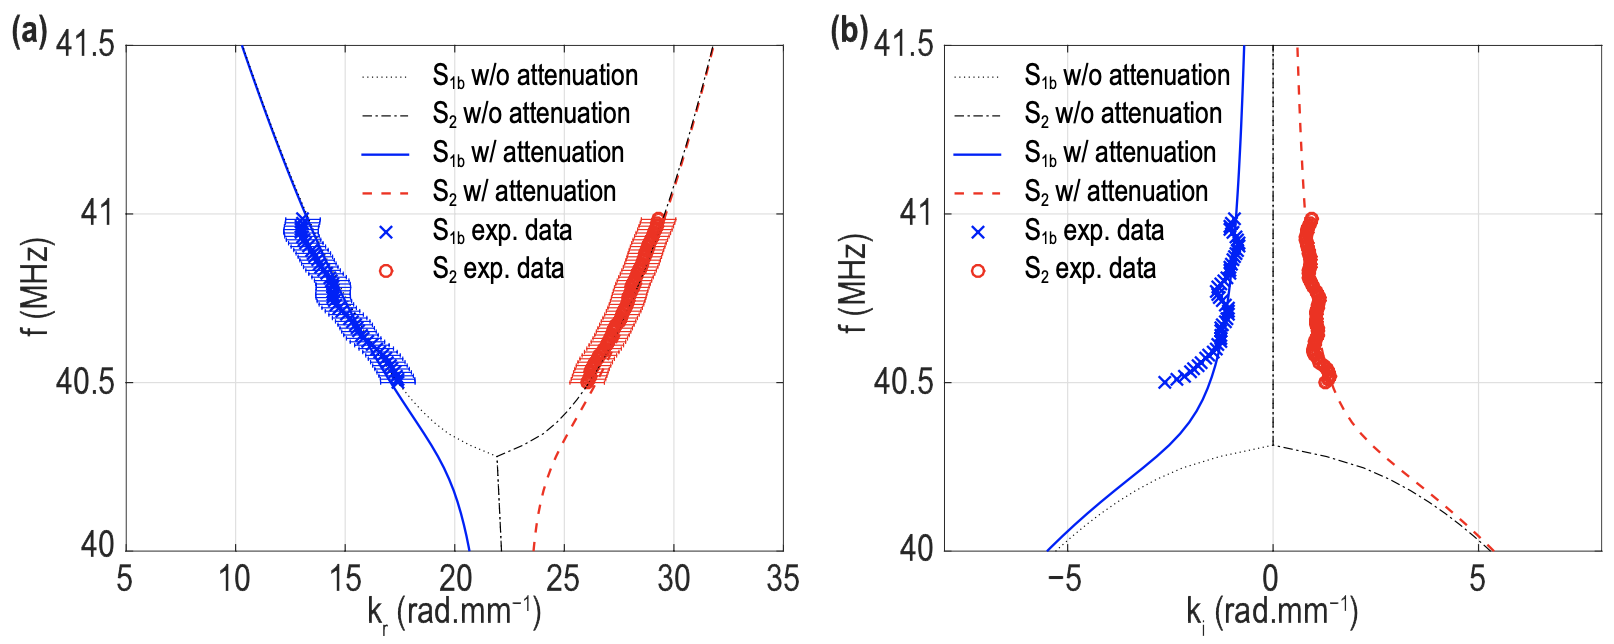 (a)
41.5
41
40.5
40
f (MHz)
S1b w/o attenuation
S2 w/o attenuation
S1b w/ attenuation
S2 w/ attenuation
S1b exp. data
S2 exp. data
5 10 15 20 25 30 35
kr (rad.mm−1)
(b)
41.5
41
40.5
40
f (MHz)
S1b w/o attenuation
S2 w/o attenuation
S1b w/ attenuation
S2 w/ attenuation
S1b exp. data
S2 exp. data
−5 0 5
ki (rad.mm−1)